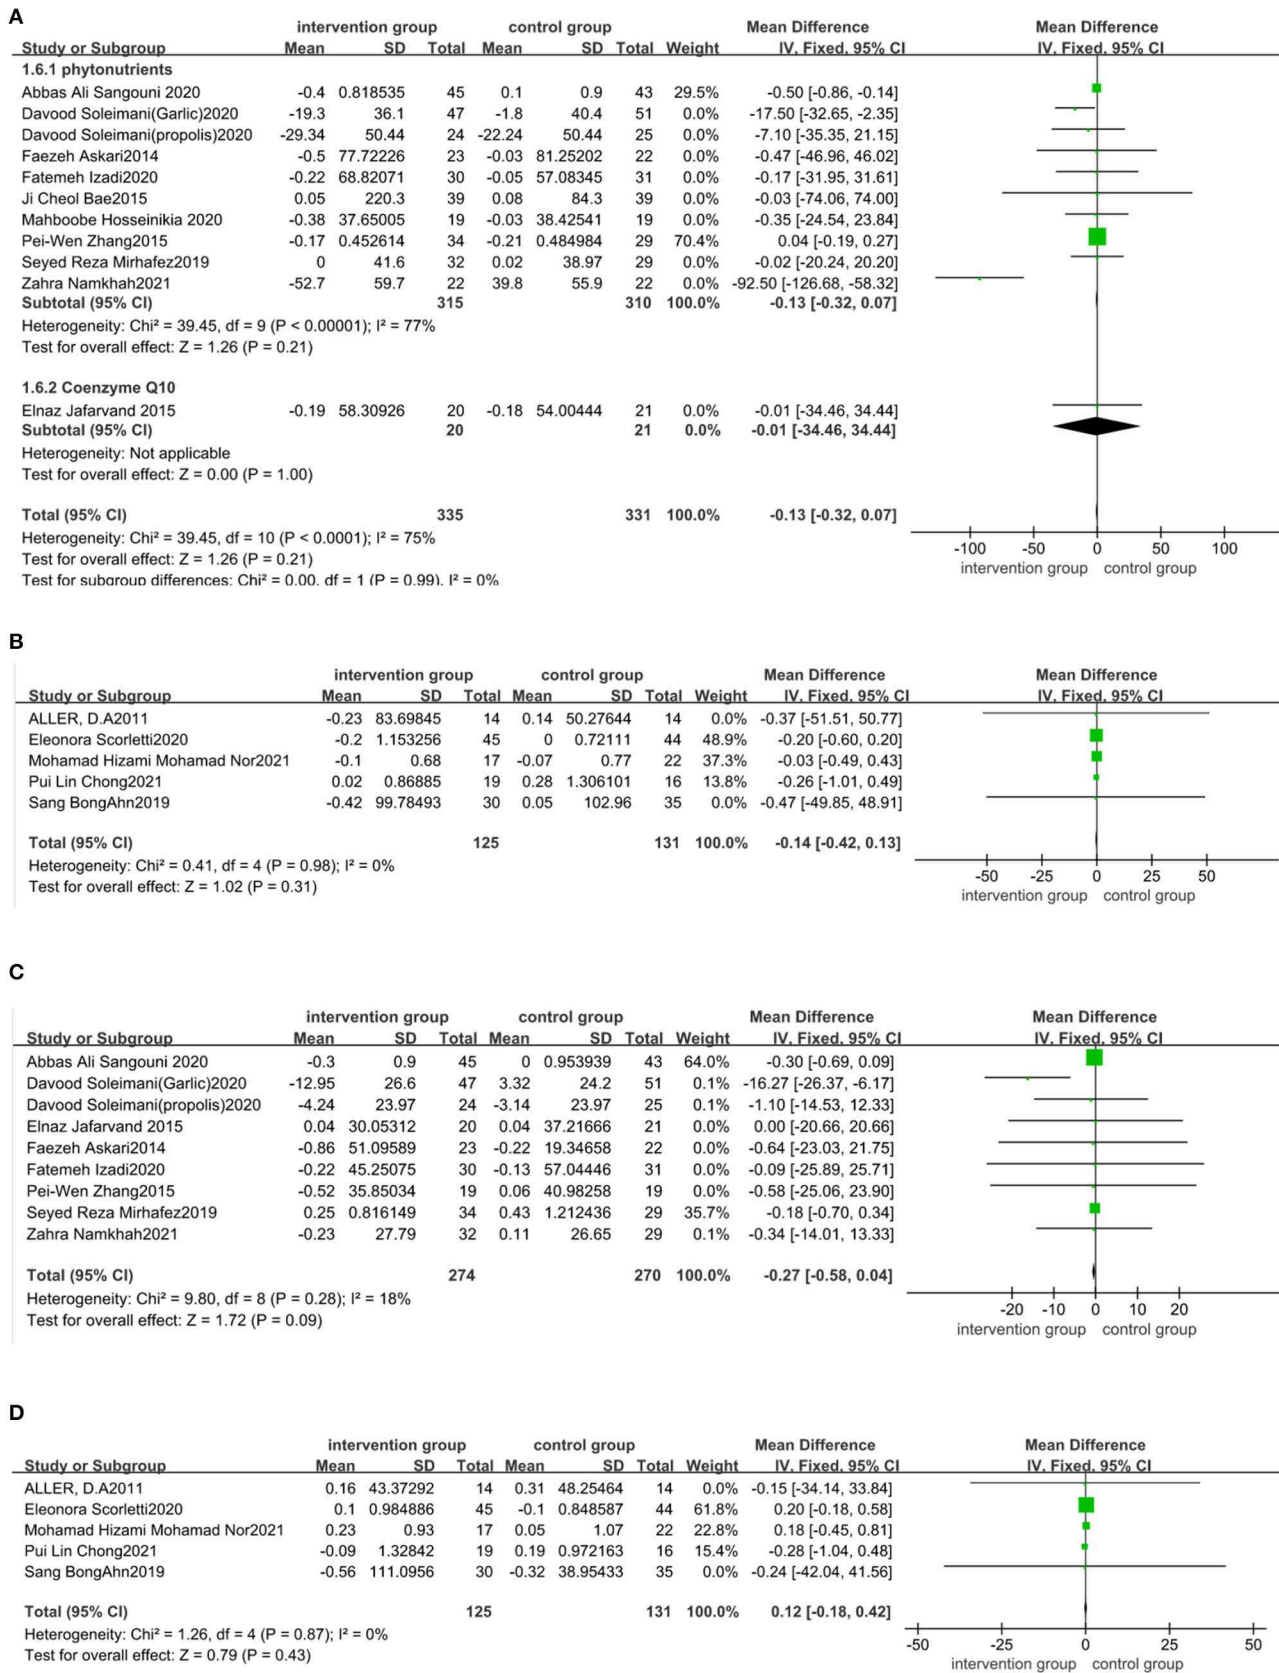 A
intervention group control group Mean Difference Mean Difference
Study or Subgroup Mean SD Total Mean SD Total Weight IV, Fixed, 95% CI IV, Fixed, 95% CI
1.6.1 phytonutrients
Abbas Ali Sangouni 2020 -0.4 0.818535 45 0.1 0.9 43 29.5% -0.50 [-0.86, -0.14]
Davood Soleimani(Garlic)2020 -19.3 36.1 47 -1.8 40.4 51 0.0% -17.50 [-32.65, -2.35]
Davood Soleimani(propolis)2020 -29.34 50.44 24 -22.24 50.44 25 0.0% -7.10 [-35.35, 21.15]
Faezeh Askari2014 -0.5 77.72226 23 -0.03 81.25202 22 0.0% -0.47 [-46.96, 46.02]
Fatemeh Izadi2020 -0.22 68.82071 30 -0.05 57.08345 31 0.0% -0.17 [-31.95, 31.61]
Ji Cheol Bae2015 0.05 220.3 39 0.08 84.3 39 0.0% -0.03 [-74.06, 74.00]
Mahboobe Hosseinikia 2020 -0.38 37.65005 19 -0.03 38.42541 19 0.0% -0.35 [-24.54, 23.84]
Pei-Wen Zhang2015 -0.17 0.452614 34 -0.21 0.484984 29 70.4% 0.04 [-0.19, 0.27]
Seyed Reza Mirhafez2019 0 41.6 32 0.02 38.97 29 0.0% -0.02 [-20.24, 20.20]
Zahra Namkhah2021 -52.7 59.7 22 39.8 55.9 22 0.0% -92.50 [-126.68, -58.32]
Subtotal (95% CI) 315 310 100.0% -0.13 [-0.32, 0.07]
Heterogeneity: Chi² = 39.45, df = 9 (P < 0.00001); I² = 77%
Test for overall effect: Z = 1.26 (P = 0.21)
1.6.2 Coenzyme Q10
Elnaz Jafarvand 2015 -0.19 58.30926 20 -0.18 54.00444 21 0.0% -0.01 [-34.46, 34.44]
Subtotal (95% CI) 20 21 0.0% -0.01 [-34.46, 34.44]
Heterogeneity: Not applicable
Test for overall effect: Z = 0.00 (P = 1.00)
Total (95% CI) 335 331 100.0% -0.13 [-0.32, 0.07]
Heterogeneity: Chi² = 39.45, df = 10 (P < 0.0001); I² = 75%
-100 -50 0 50 100
Test for overall effect: Z = 1.26 (P = 0.21)
intervention group control group
Test for subgroup differences: Chi² = 0.00, df = 1 (P = 0.99), I² = 0%
B
intervention group control group Mean Difference Mean Difference
Study or Subgroup Mean SD Total Mean SD Total Weight IV, Fixed, 95% CI IV, Fixed, 95% CI
ALLER, D.A2011 -0.23 83.69845 14 0.14 50.27644 14 0.0% -0.37 [-51.51, 50.77]
Eleonora Scorletti2020 -0.2 1.153256 45 0 0.72111 44 48.9% -0.20 [-0.60, 0.20]
Mohamad Hizami Mohamad Nor2021 -0.1 0.68 17 -0.07 0.77 22 37.3% -0.03 [-0.49, 0.43]
Pui Lin Chong2021 0.02 0.86885 19 0.28 1.306101 16 13.8% -0.26 [-1.01, 0.49]
Sang BongAhn2019 -0.42 99.78493 30 0.05 102.96 35 0.0% -0.47 [-49.85, 48.91]
Total (95% CI) 125 131 100.0% -0.14 [-0.42, 0.13]
Heterogeneity: Chi² = 0.41, df = 4 (P = 0.98); I² = 0%
-50 -25 0 25 50
Test for overall effect: Z = 1.02 (P = 0.31)
intervention group control group
C
intervention group control group Mean Difference Mean Difference
Study or Subgroup Mean SD Total Mean SD Total Weight IV, Fixed, 95% CI IV, Fixed, 95% CI
Abbas Ali Sangouni 2020 -0.3 0.9 45 0 0.953939 43 64.0% -0.30 [-0.69, 0.09]
Davood Soleimani(Garlic)2020 -12.95 26.6 47 3.32 24.2 51 0.1% -16.27 [-26.37, -6.17]
Davood Soleimani(propolis)2020 -4.24 23.97 24 -3.14 23.97 25 0.1% -1.10 [-14.53, 12.33]
Elnaz Jafarvand 2015 0.04 30.05312 20 0.04 37.21666 21 0.0% 0.00 [-20.66, 20.66]
Faezeh Askari2014 -0.86 51.09589 23 -0.22 19.34658 22 0.0% -0.64 [-23.03, 21.75]
Fatemeh Izadi2020 -0.22 45.25075 30 -0.13 57.04446 31 0.0% -0.09 [-25.89, 25.71]
Pei-Wen Zhang2015 -0.52 35.85034 19 0.06 40.98258 19 0.0% -0.58 [-25.06, 23.90]
Seyed Reza Mirhafez2019 0.25 0.816149 34 0.43 1.212436 29 35.7% -0.18 [-0.70, 0.34]
Zahra Namkhah2021 -0.23 27.79 32 0.11 26.65 29 0.1% -0.34 [-14.01, 13.33]
Total (95% CI) 274 270 100.0% -0.27 [-0.58, 0.04]
Heterogeneity: Chi² = 9.80, df = 8 (P = 0.28); I² = 18%
-20 -10 0 10 20
Test for overall effect: Z = 1.72 (P = 0.09)
intervention group control group
D
intervention group control group Mean Difference Mean Difference
Study or Subgroup Mean SD Total Mean SD Total Weight IV, Fixed, 95% CI IV, Fixed, 95% CI
ALLER, D.A2011 0.16 43.37292 14 0.31 48.25464 14 0.0% -0.15 [-34.14, 33.84]
Eleonora Scorletti2020 0.1 0.984886 45 -0.1 0.848587 44 61.8% 0.20 [-0.18, 0.58]
Mohamad Hizami Mohamad Nor2021 0.23 0.93 17 0.05 1.07 22 22.8% 0.18 [-0.45, 0.81]
Pui Lin Chong2021 -0.09 1.32842 19 0.19 0.972163 16 15.4% -0.28 [-1.04, 0.48]
Sang BongAhn2019 -0.56 111.0956 30 -0.32 38.95433 35 0.0% -0.24 [-42.04, 41.56]
Total (95% CI) 125 131 100.0% 0.12 [-0.18, 0.42]
Heterogeneity: Chi² = 1.26, df = 4 (P = 0.87); I² = 0%
-50 -25 0 25 50
Test for overall effect: Z = 0.79 (P = 0.43)
intervention group control group